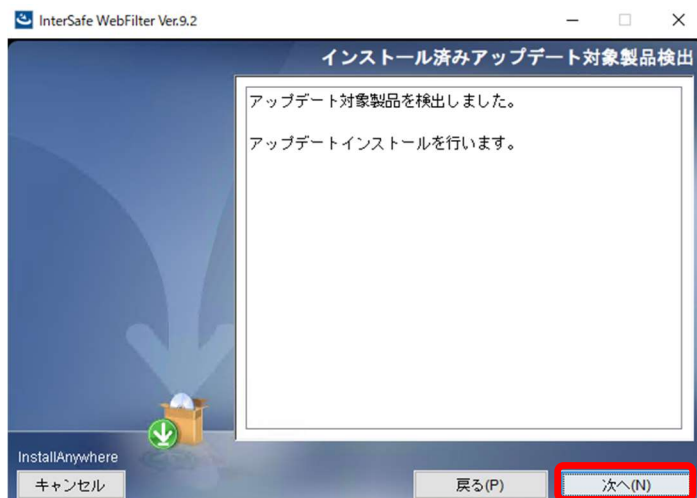 InterSafe WebFilter Ver.9.2
インストール済みアップデート対象製品検出
アップデート対象製品を検出しました。
アップデートインストールを行います。
InstallAnywhere
キャンセル
戻る(P)
次へ(N)